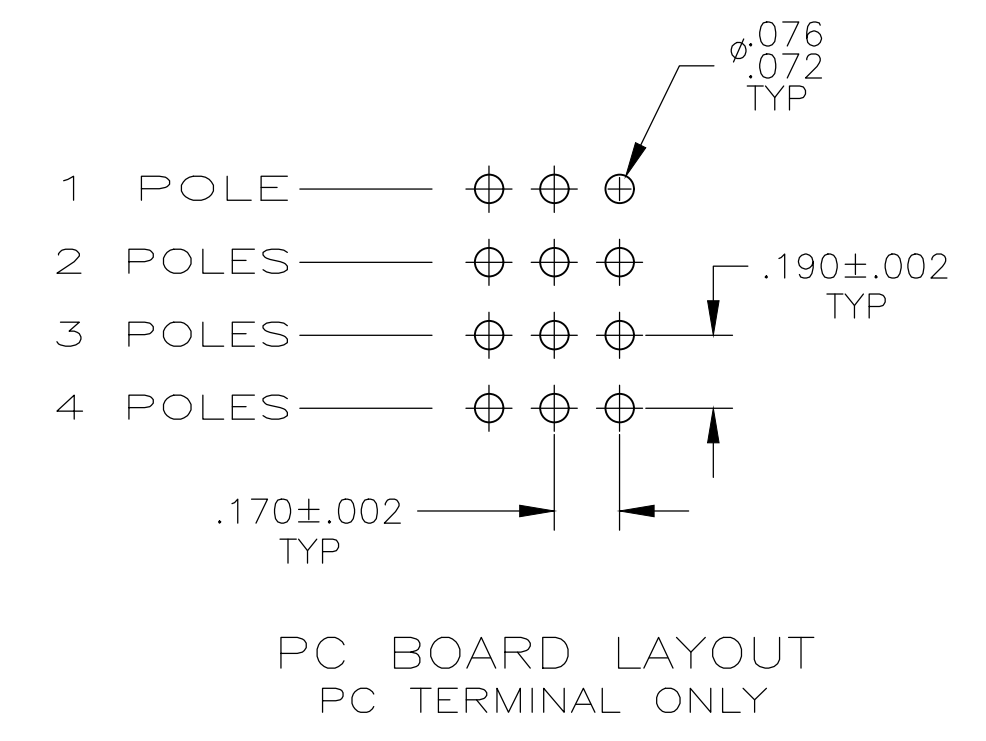 ⌀.076
.072
TYP
1 POLE
2 POLES
.190±.002
TYP
3 POLES
4 POLES
.170±.002
TYP
PC BOARD LAYOUT
PC TERMINAL ONLY